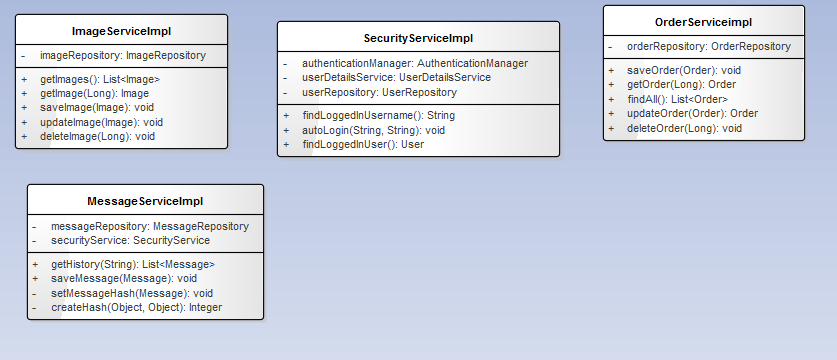 ImageServiceImpl
- imageRepository: ImageRepository
+ getImages(): List<Image>
+ getImage(Long): Image
+ saveImage(Image): void
+ updateImage(Image): void
+ deleteImage(Long): void
SecurityServiceImpl
- authenticationManager: AuthenticationManager
- userDetailsService: UserDetailsService
- userRepository: UserRepository
+ findLoggedInUsername(): String
+ autoLogin(String, String): void
+ findLoggedInUser(): User
OrderServiceimpl
- orderRepository: OrderRepository
+ saveOrder(Order): void
+ getOrder(Long): Order
+ findAll(): List<Order>
+ updateOrder(Order): Order
+ deleteOrder(Long): void
MessageServiceImpl
- messageRepository: MessageRepository
- securityService: SecurityService
+ getHistory(String): List<Message>
+ saveMessage(Message): void
- setMessageHash(Message): void
- createHash(Object, Object): Integer